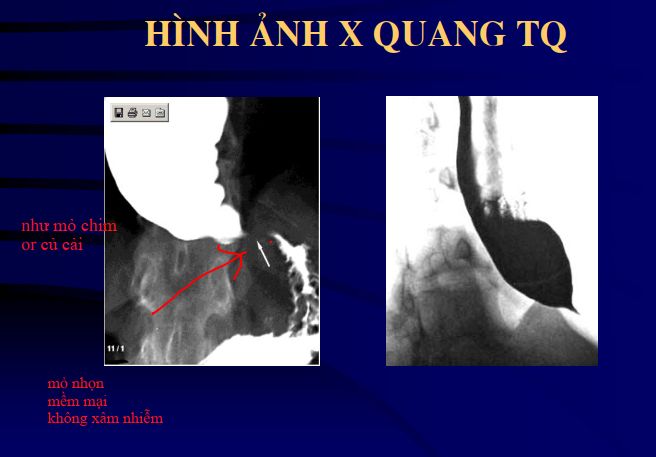 HÌNH ẢNH X QUANG TQ
như mỏ chim
or củ cải
11 / 1
mỏ nhọn
mềm mại
không xâm nhiễm